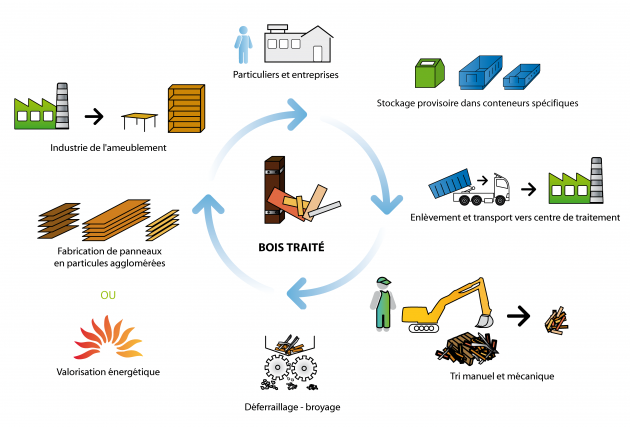 Particuliers et entreprises
Stockage provisoire dans conteneurs spécifiques
Enlèvement et transport vers centre de traitement
Tri manuel et mécanique
Déferraillage - broyage
Valorisation énergétique
OU
Fabrication de panneaux
en particules agglomérées
Industrie de l'ameublement
BOIS TRAITÉ